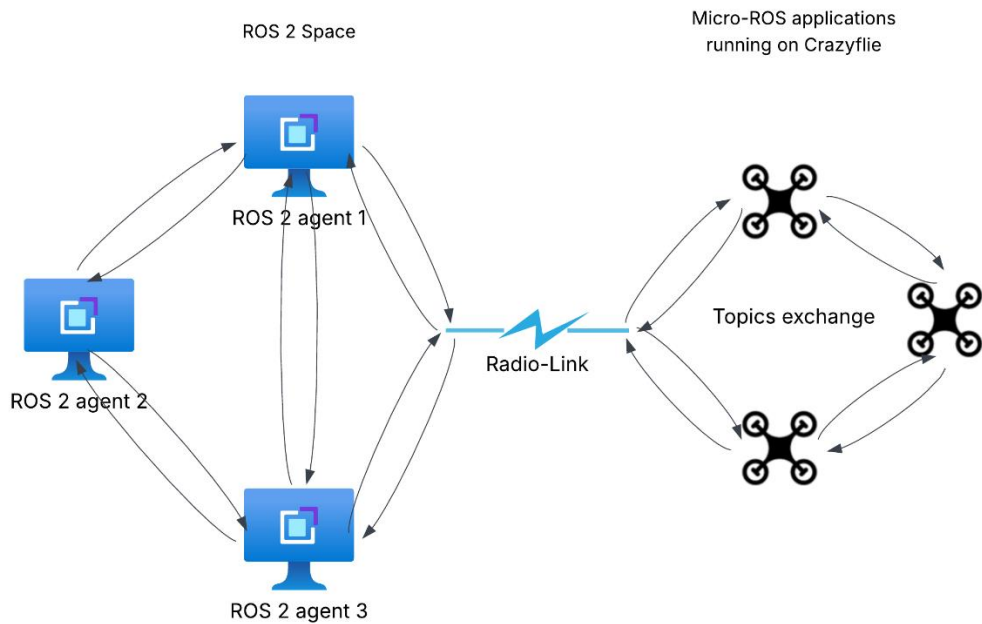 ROS 2 Space
Micro-ROS applications
running on Crazyflie
ROS 2 agent 1
Topics exchange
Radio-Link
ROS 2 agent 2
ROS 2 agent 3